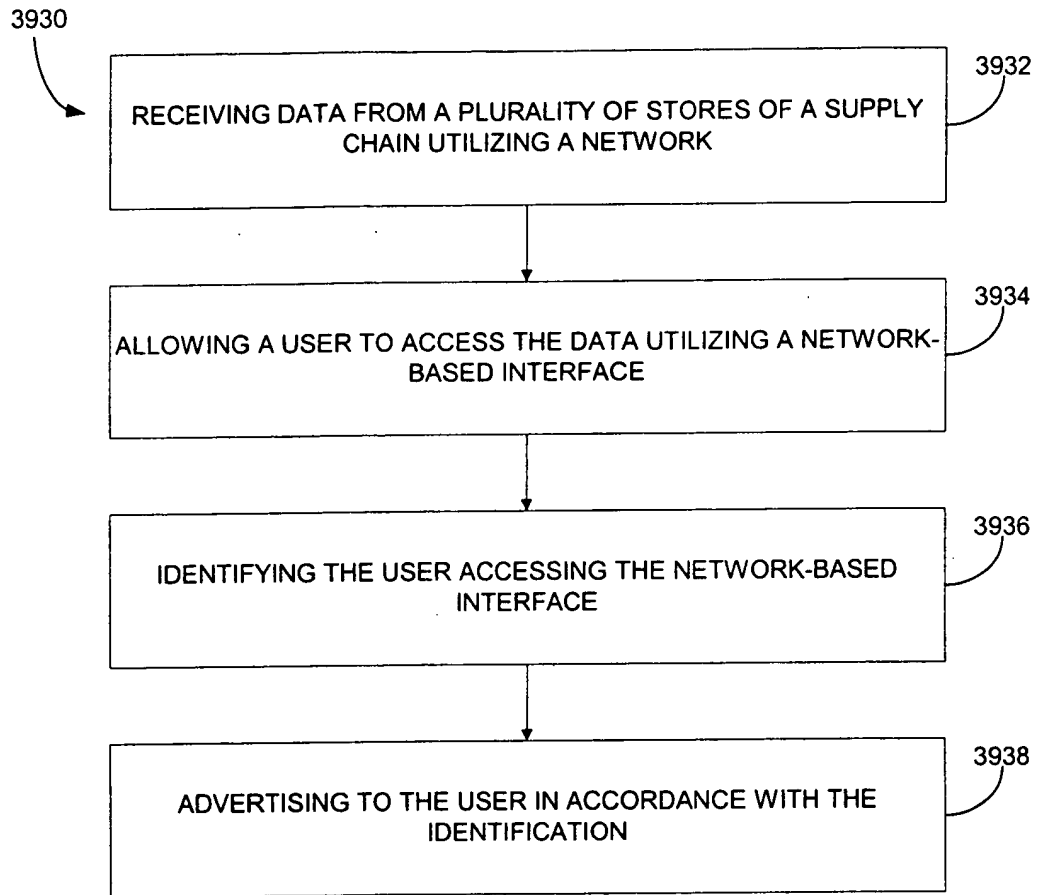 3930
3932
RECEIVING DATA FROM A PLURALITY OF STORES OF A SUPPLY
CHAIN UTILIZING A NETWORK
3934
ALLOWING A USER TO ACCESS THE DATA UTILIZING A NETWORK-
BASED INTERFACE
3936
IDENTIFYING THE USER ACCESSING THE NETWORK-BASED
INTERFACE
3938
ADVERTISING TO THE USER IN ACCORDANCE WITH THE
IDENTIFICATION